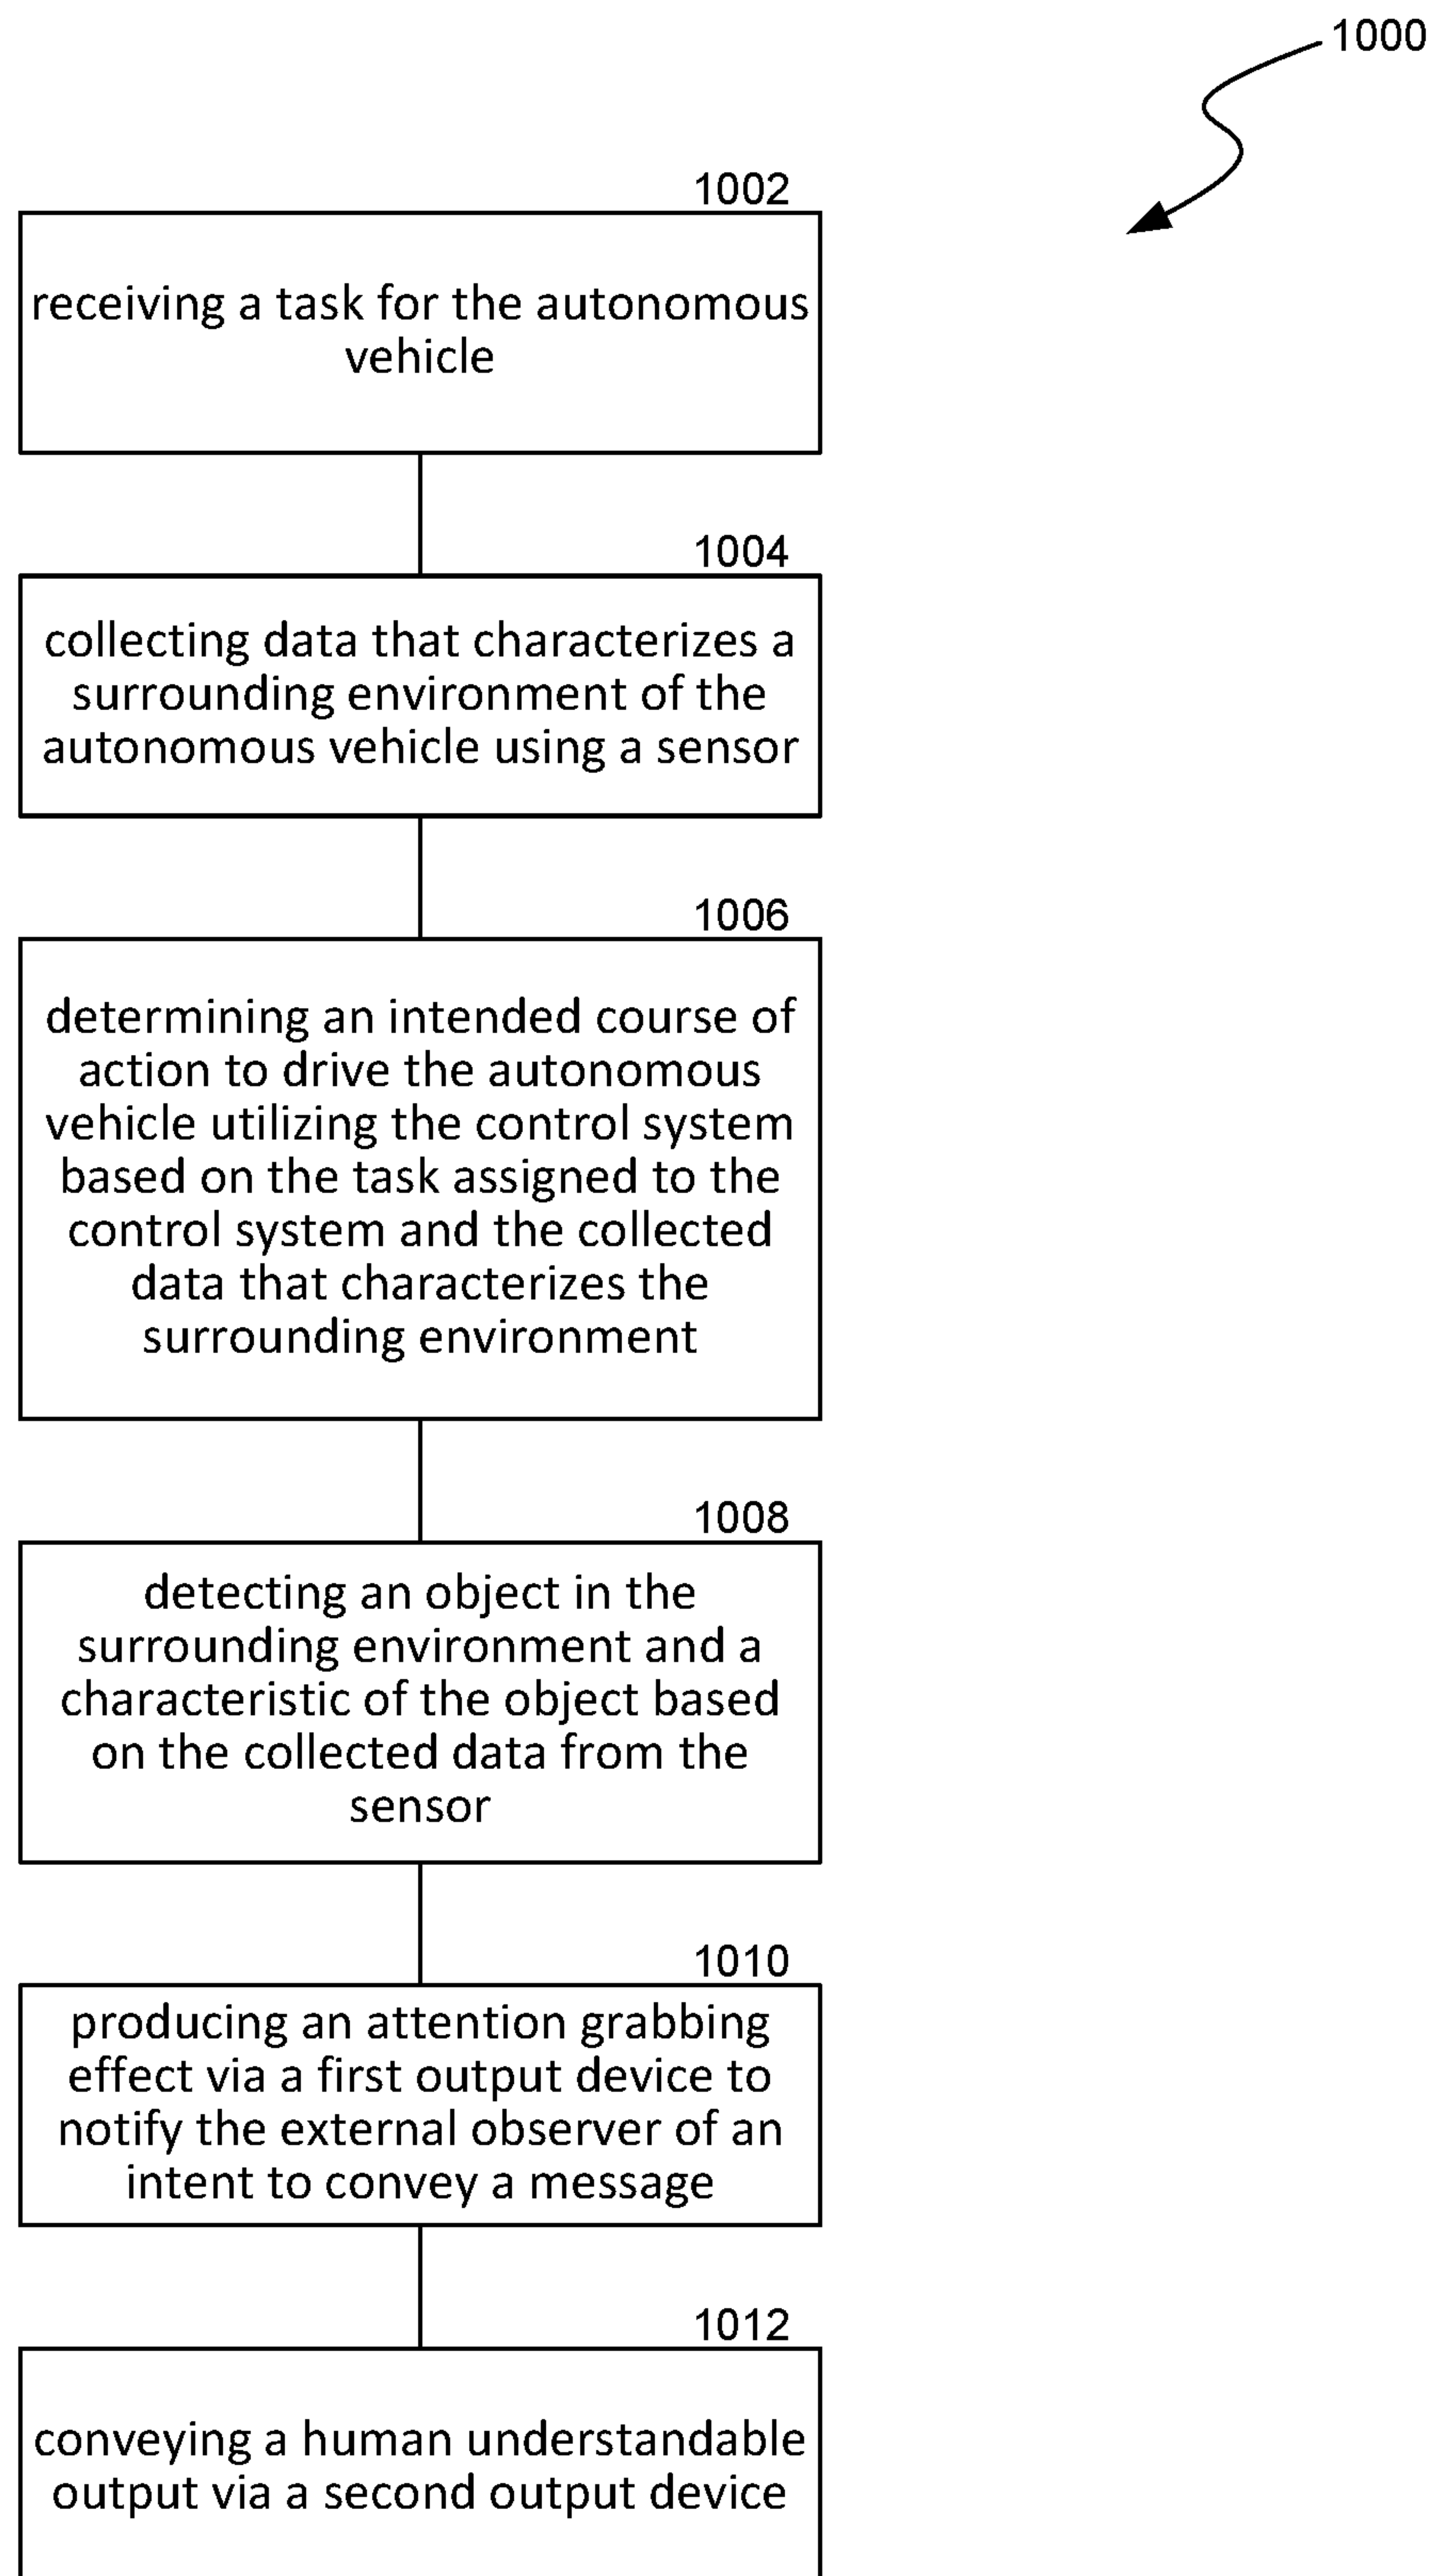 1000
1002
receiving a task for the autonomous
vehicle
1004
collecting data that characterizes a
surrounding environment of the
autonomous vehicle using a sensor
1006
determining an intended course of
action to drive the autonomous
vehicle utilizing the control system
based on the task assigned to the
control system and the collected
data that characterizes the
surrounding environment
1008
detecting an object in the
surrounding environment and a
characteristic of the object based
on the collected data from the
sensor
1010
producing an attention grabbing
effect via a first output device to
notify the external observer of an
intent to convey a message
1012
conveying a human understandable
output via a second output device